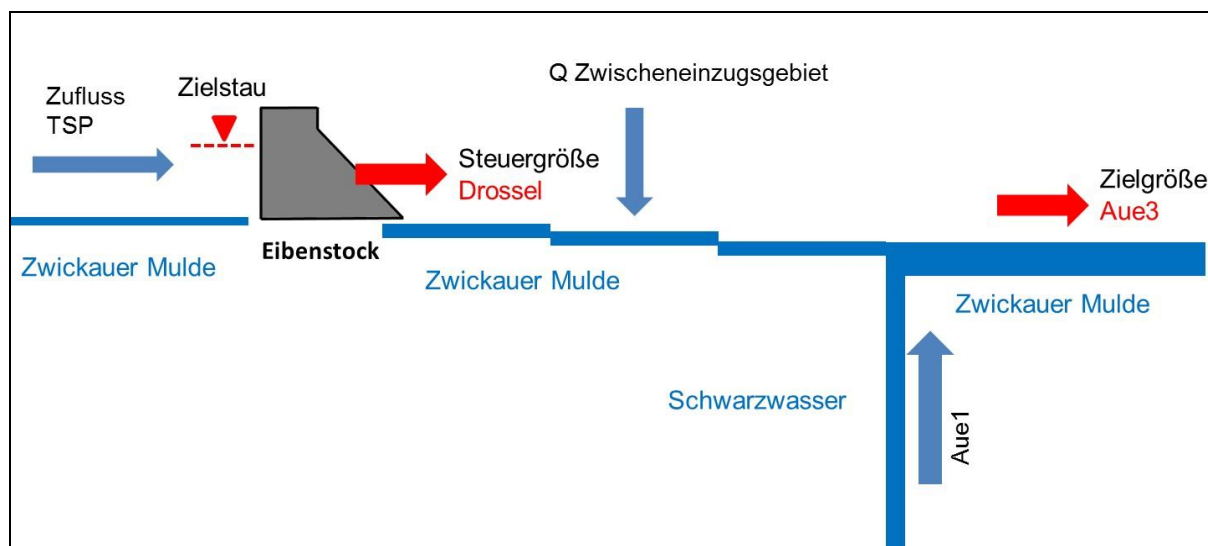 Zufluss
TSP
Zielstau
Q Zwischeneinzugsgebiet
Steuergröße
Drossel
Zielgröße
Aue3
Zwickauer Mulde
Eibenstock
Zwickauer Mulde
Zwickauer Mulde
Schwarzwasser
Aue1